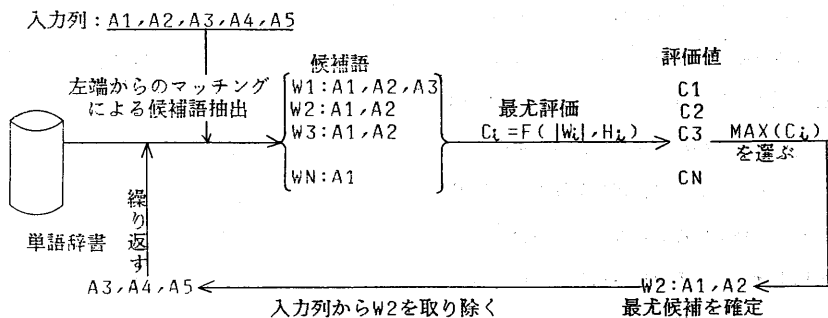 入力列：A1,A2,A3,A4,A5
左端からのマッチング
による候補語抽出
候補語
W1:A1,A2,A3
W2:A1,A2
W3:A1,A2
WN:A1
最尤評価
Ci=F(|Wi|,Hi)
評価値
C1
C2
C3
CN
MAX(Ci)
を選ぶ
単語辞書
繰り返す
A3,A4,A5
入力列からW2を取り除く
W2:A1,A2
最尤候補を確定